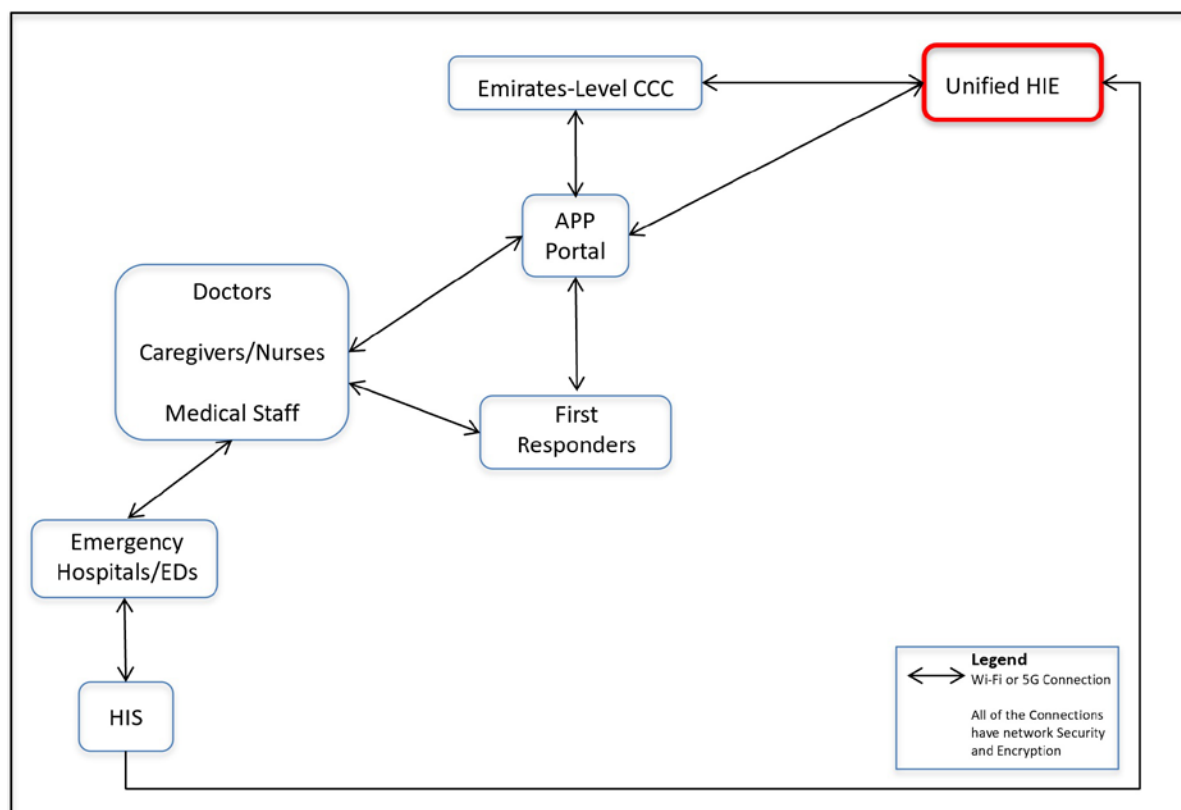 Emirates-Level CCC
Unified HIE
APP
Portal
Doctors
Caregivers/Nurses
Medical Staff
First
Responders
Emergency
Hospitals/EDs
HIS
Legend
Wi-Fi or 5G Connection
All of the Connections
have network Security
and Encryption